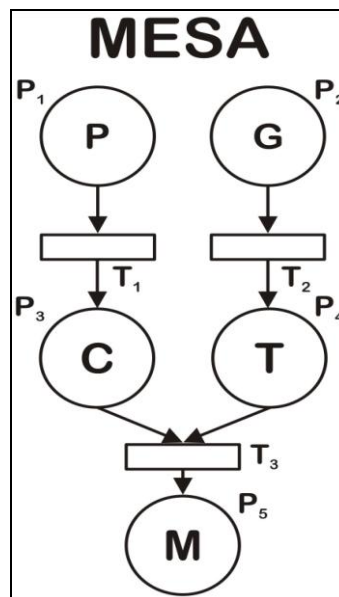 MESA
P₁ P₂
P G
T₁ T₂
P₃ P₄
C T
T₃
P₅
M